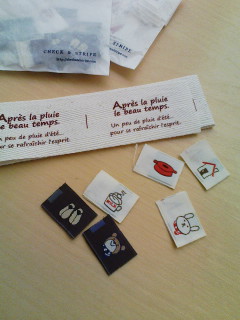 CHECK & STRIPE
STRIPE
Après la pluie
le beau temps.
Un peu de pluie d'été...
pour se rafraîchir l'esprit.
Après la pluie
le beau temps.
Un peu de pluie d'été...
pour se rafraîchir l'esprit.